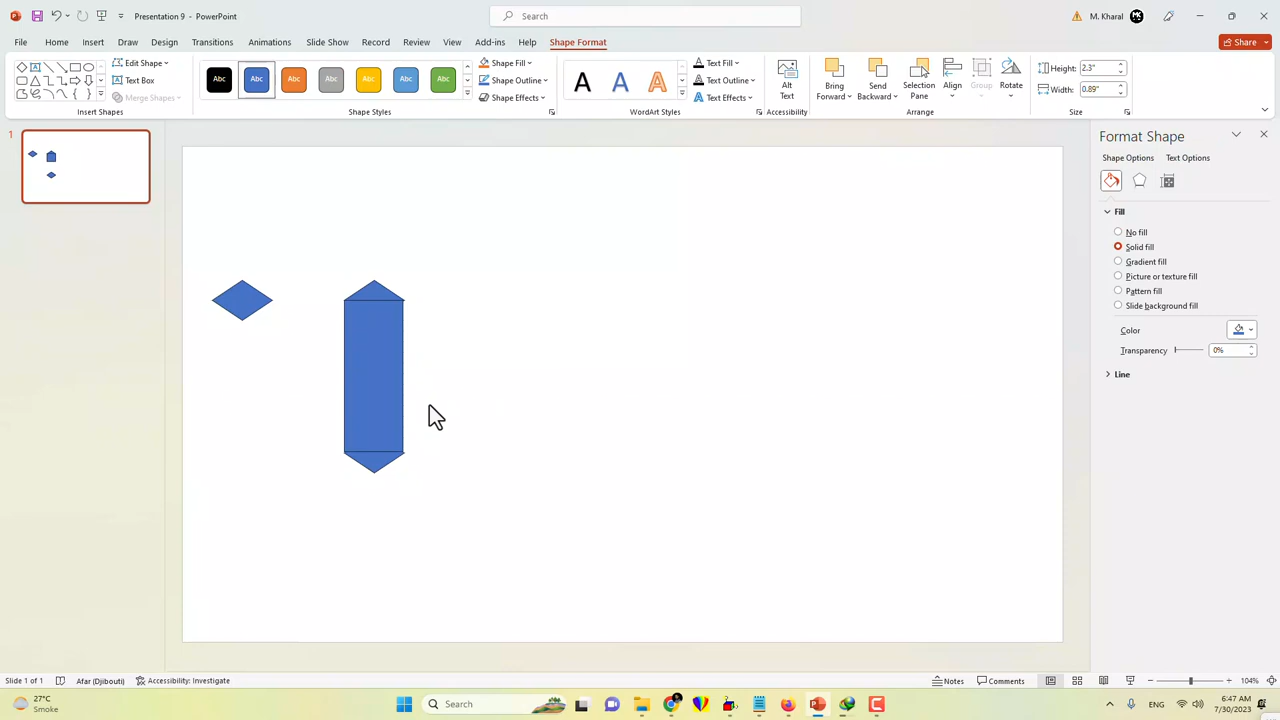 Presentation 9 - PowerPoint
Search
M. Kharal
MK
File Home Insert Draw Design Transitions Animations Slide Show Record Review View Add-ins Help Shape Format
Share
Edit Shape
Text Box
Merge Shapes
Insert Shapes
Abc Abc Abc Abc Abc Abc Abc
Shape Fill
Shape Outline
Shape Effects
Shape Styles
A A A
Text Fill
Text Outline
Text Effects
WordArt Styles
Alt Text
Accessibility
Bring Forward
Send Backward
Selection Pane
Align
Group
Rotate
Arrange
Height: 2.3"
Width: 0.89"
Size
1
Format Shape
Shape Options Text Options
Fill
No fill
Solid fill
Gradient fill
Picture or texture fill
Pattern fill
Slide background fill
Color
Transparency 0%
Line
Slide 1 of 1 Afar (Djibouti) Accessibility: Investigate
Notes Comments 104%
27°C
Smoke
Search
ENG
6:47 AM
7/30/2023